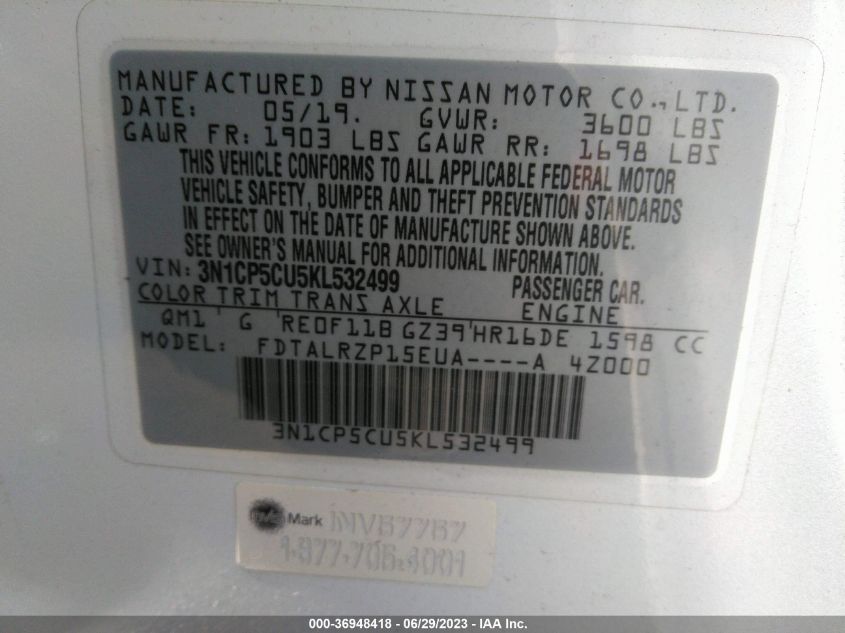 MANUFACTURED BY NISSAN MOTOR CO., LTD.
DATE: 05/19. GVWR: 3600 LBS
GAWR FR: 1903 LBS GAWR RR: 1698 LBS
THIS VEHICLE CONFORMS TO ALL APPLICABLE FEDERAL MOTOR
VEHICLE SAFETY, BUMPER AND THEFT PREVENTION STANDARDS
IN EFFECT ON THE DATE OF MANUFACTURE SHOWN ABOVE.
SEE OWNER'S MANUAL FOR ADDITIONAL INFORMATION.
VIN: 3N1CP5CU5KL532499 PASSENGER CAR.
COLOR TRIM TRANS AXLE ENGINE
QM1 G RE0F11B GZ39 HR16DE 1598 CC
MODEL: FDTALRZP15EUA----A 4Z000
3N1CP5CU5KL532499
Mark
000-36948418 - 06/29/2023 - IAA Inc.